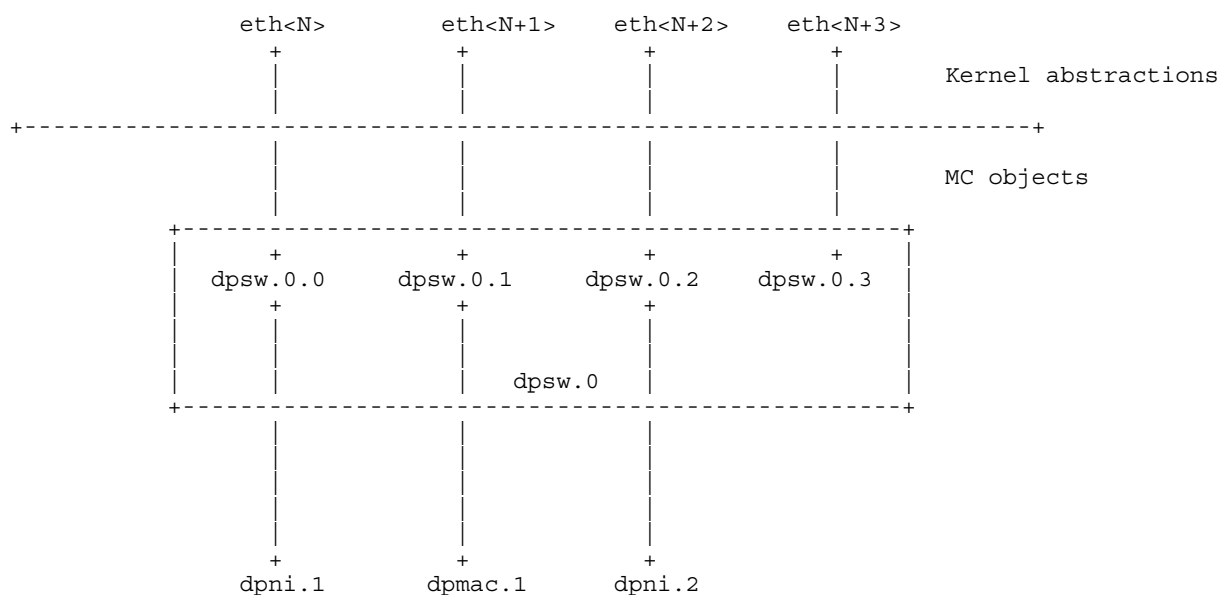 eth<N> eth<N+1> eth<N+2> eth<N+3>
Kernel abstractions
MC objects
dpsw.0.0 dpsw.0.1 dpsw.0.2 dpsw.0.3
dpsw.0
dpni.1 dpmac.1 dpni.2